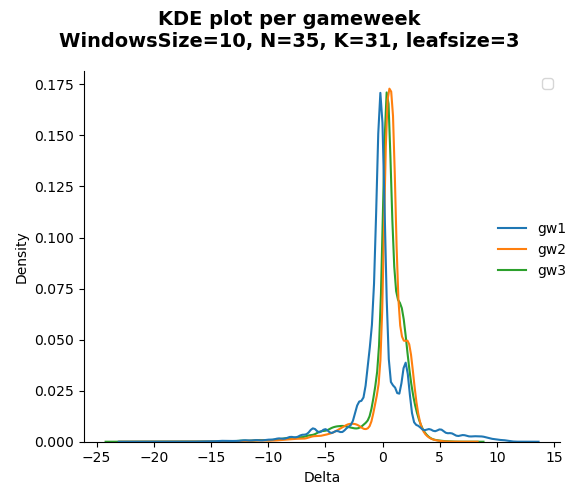 KDE plot per gameweek
WindowsSize=10, N=35, K=31, leafsize=3
0.175
0.150
0.125
0.100
0.075
0.050
0.025
0.000
Density
gw1
gw2
gw3
−25
−20
−15
−10
−5
0
5
10
15
Delta